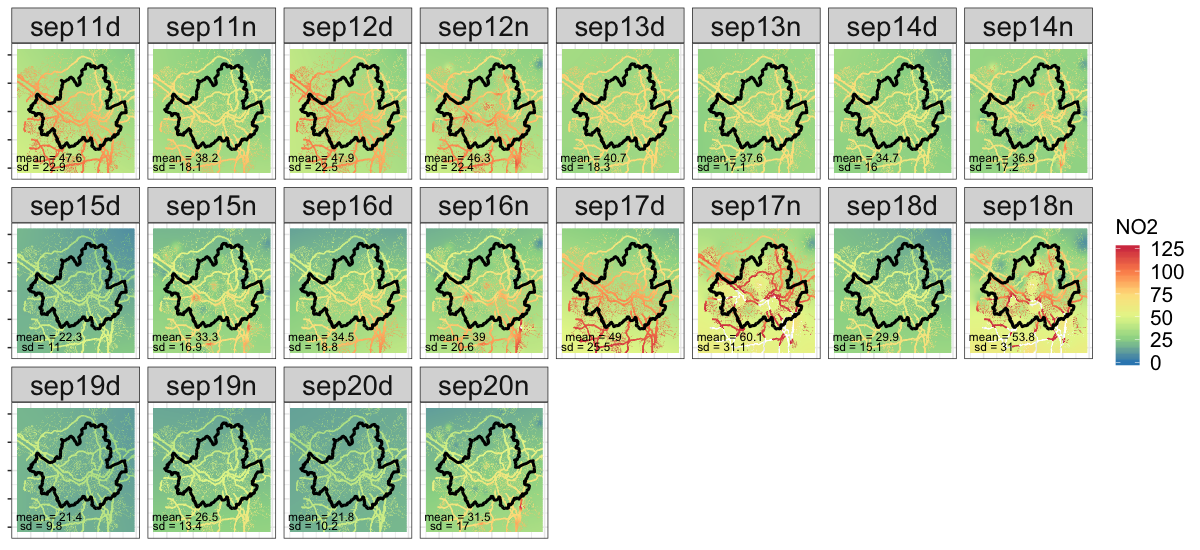 sep11d sep11n sep12d sep12n sep13d sep13n sep14d sep14n
mean = 47.6 mean = 38.2 mean = 47.9 mean = 46.3 mean = 40.7 mean = 37.6 mean = 34.7 mean = 36.9
sd = 22.9 sd = 18.1 sd = 22.5 sd = 22.4 sd = 18.3 sd = 17.1 sd = 16 sd = 17.2
sep15d sep15n sep16d sep16n sep17d sep17n sep18d sep18n
mean = 22.3 mean = 33.3 mean = 34.5 mean = 39 mean = 49 mean = 60.1 mean = 29.9 mean = 53.8
sd = 11 sd = 16.9 sd = 18.8 sd = 20.6 sd = 25.5 sd = 31.1 sd = 15.1 sd = 31
NO2
125
100
75
50
25
0
sep19d sep19n sep20d sep20n
mean = 21.4 mean = 26.5 mean = 21.8 mean = 31.5
sd = 9.8 sd = 13.4 sd = 10.2 sd = 17